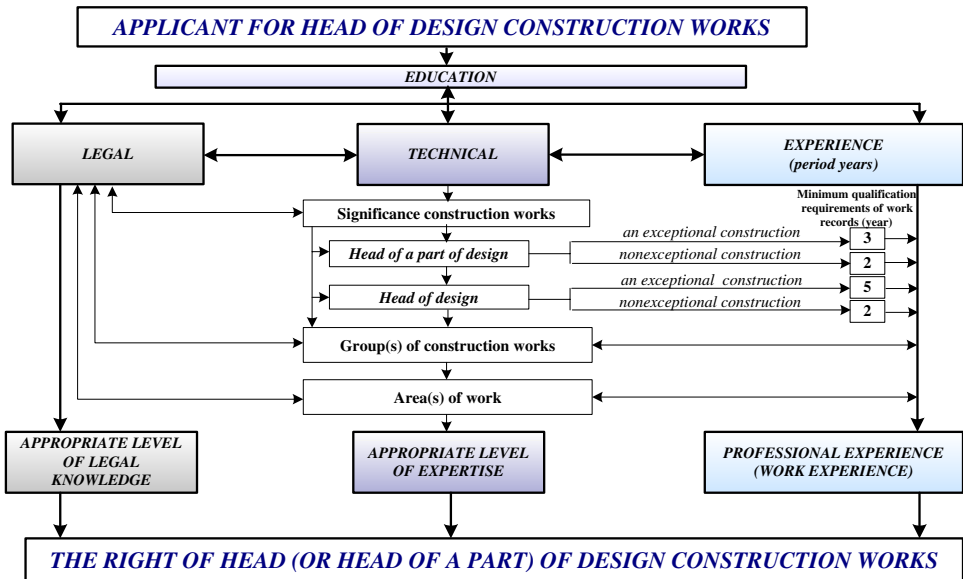 APPLICANT FOR HEAD OF DESIGN CONSTRUCTION WORKS
EDUCATION
LEGAL
TECHNICAL
EXPERIENCE
(period years)
Minimum qualification
requirements of work
records (year)
Significance construction works
Head of a part of design
an exceptional construction
3
nonexceptional construction
2
Head of design
an exceptional construction
5
nonexceptional construction
2
Group(s) of construction works
Area(s) of work
APPROPRIATE LEVEL
OF LEGAL
KNOWLEDGE
APPROPRIATE LEVEL
OF EXPERTISE
PROFESSIONAL EXPERIENCE
(WORK EXPERIENCE)
THE RIGHT OF HEAD (OR HEAD OF A PART) OF DESIGN CONSTRUCTION WORKS